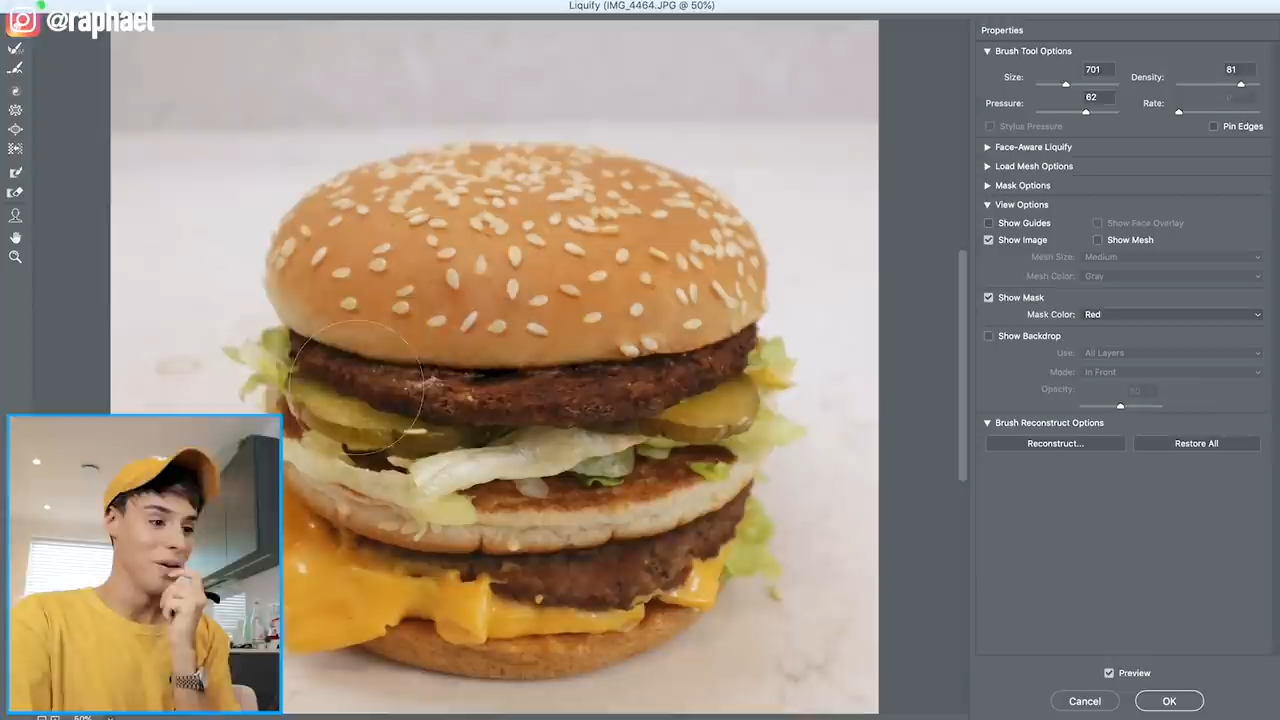 Liquify (IMG_4464.JPG @ 50%)
@raphael
Properties
Brush Tool Options
Size: 701 Density: 81
Pressure: 62 Rate: 0
Stylus Pressure Pin Edges
Face-Aware Liquify
Load Mesh Options
Mask Options
View Options
Show Guides Show Face Overlay
Show Image Show Mesh
Mesh Size: Medium
Mesh Color: Gray
Show Mask
Mask Color: Red
Show Backdrop
Use: All Layers
Mode: In Front
Opacity: 50
Brush Reconstruct Options
Reconstruct... Restore All
Preview
Cancel OK
50%